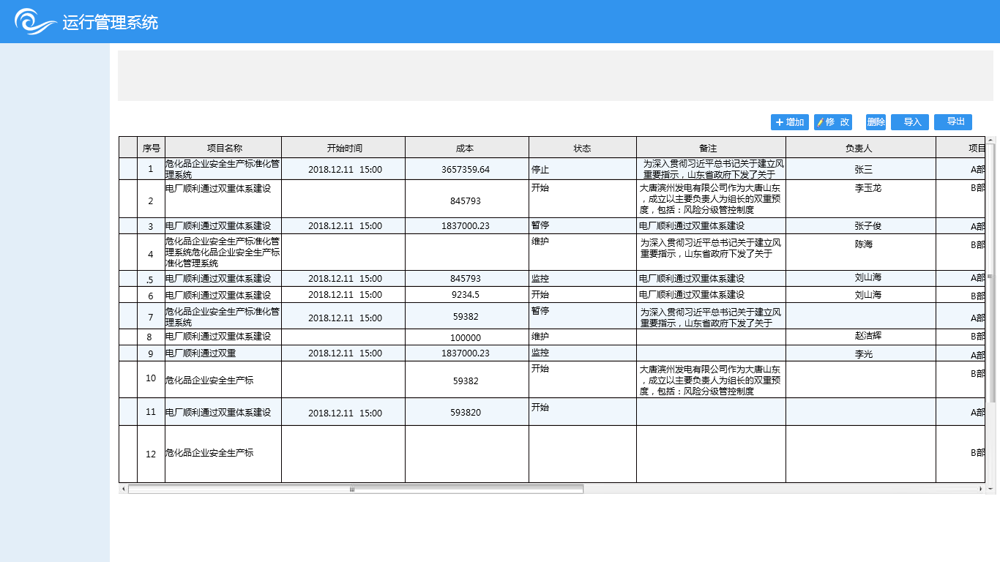 运行管理系统
增加 修 改 删除 导入 导出
序号 项目名称 开始时间 成本 状态 备注 负责人 项目
1 危化品企业安全生产标准化管 2018.12.11 15:00 3657359.64 停止 为深入贯彻习近平总书记关于建立风 张三 A部
理系统 重要指示，山东省政府下发了关于
2 电厂顺利通过双重体系建设 845793 开始 大唐滨州发电有限公司作为大唐山东 李玉龙 B部
，成立以主要负责人为组长的双重预
度，包括：风险分级管控制度
3 电厂顺利通过双重体系建设 2018.12.11 15:00 1837000.23 暂停 电厂顺利通过双重体系建设 张子俊 A部
4 危化品企业安全生产标准化管 维护 为深入贯彻习近平总书记关于建立风 陈海 B部
理系统危化品企业安全生产标 重要指示，山东省政府下发了关于
准化管理系统
.5 电厂顺利通过双重体系建设 2018.12.11 15:00 845793 监控 电厂顺利通过双重体系建设 刘山海 A部
6 电厂顺利通过双重体系建设 2018.12.11 15:00 9234.5 开始 电厂顺利通过双重体系建设 刘山海 B部
7 危化品企业安全生产标准化管 2018.12.11 15:00 59382 暂停 为深入贯彻习近平总书记关于建立风 A部
理系统 重要指示，山东省政府下发了关于
8 电厂顺利通过双重体系建设 100000 维护 赵洁辉 B部
9 电厂顺利通过双重 2018.12.11 15:00 1837000.23 监控 李光 A部
10 危化品企业安全生产标 59382 开始 大唐滨州发电有限公司作为大唐山东 B部
，成立以主要负责人为组长的双重预
度，包括：风险分级管控制度
11 电厂顺利通过双重体系建设 2018.12.11 15:00 593820 开始 A部
12 危化品企业安全生产标 B部